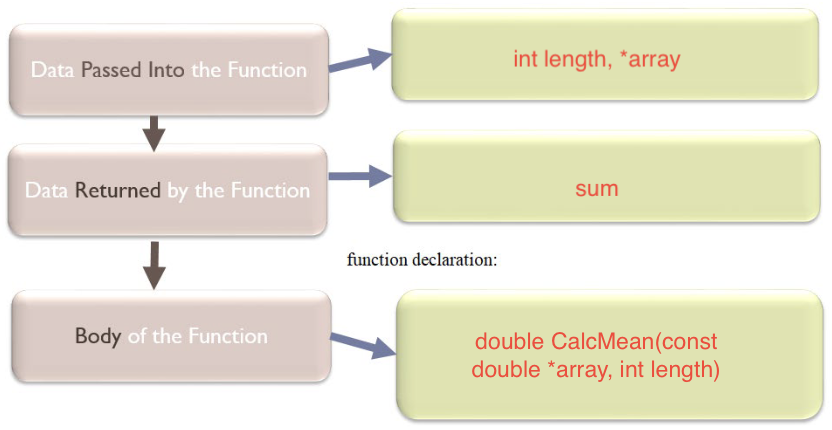 Data Passed Into the Function
int length, *array
Data Returned by the Function
sum
function declaration:
Body of the Function
double CalcMean(const
double *array, int length)